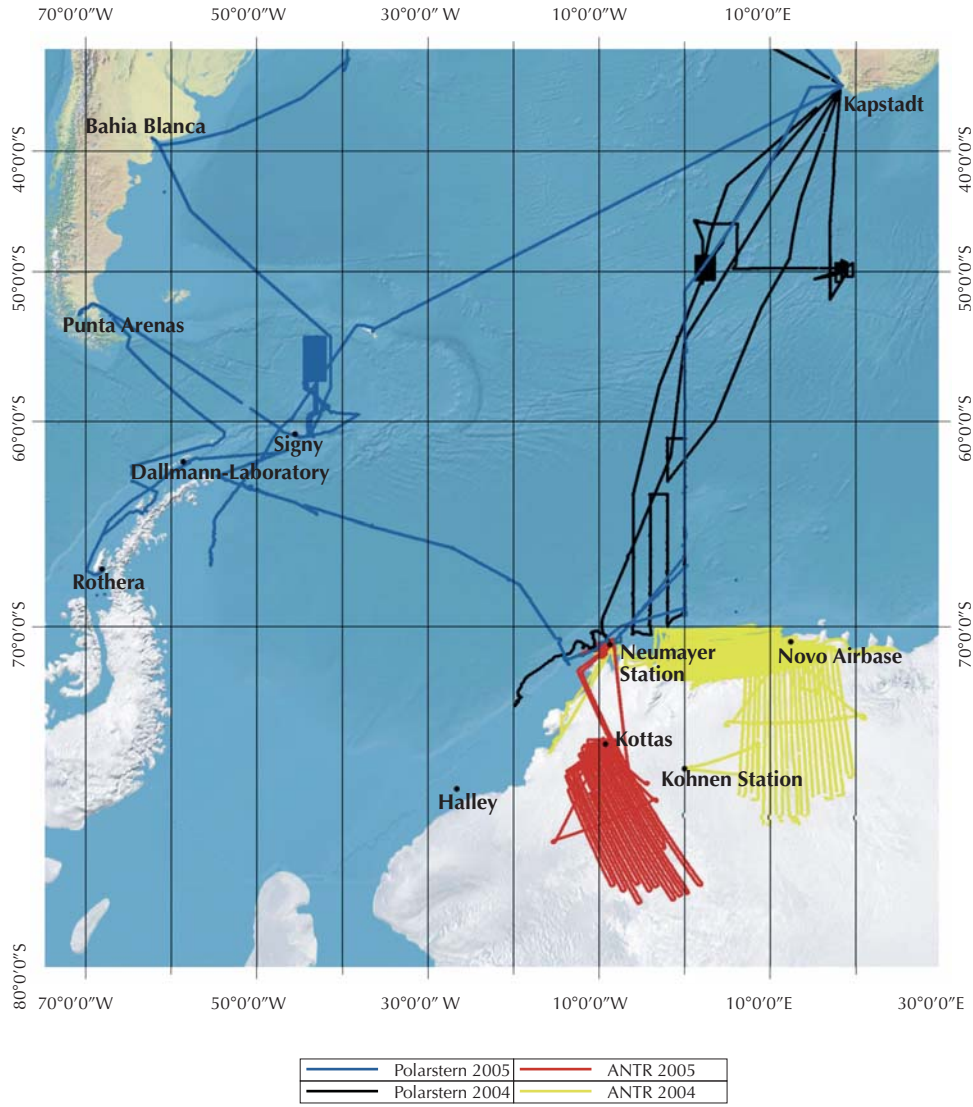 70°0'0"W 50°0'0"W 30°0'0"W W 10°0'0"W 10°0'0"E
Kapstadt
Bahia Blanca
40°0'0"S 40°0'0"S
50°0'0"S 50°0'0"S
Punta Arenas
60°0'0"S 60°0'0"S
Signy
Dallmann-Laboratory
Rothera
70°0'0"S 70°0'0"S
Neumayer
Station
Novo Airbase
Kottas
Kohnen Station
Halley
80°0'0"S
70°0'0"W 50°0'0"W 30°0'0"W 10°0'0"W 10°0'0"E 30°0'0"E
Polarstern 2005 ANTR 2005
Polarstern 2004 ANTR 2004